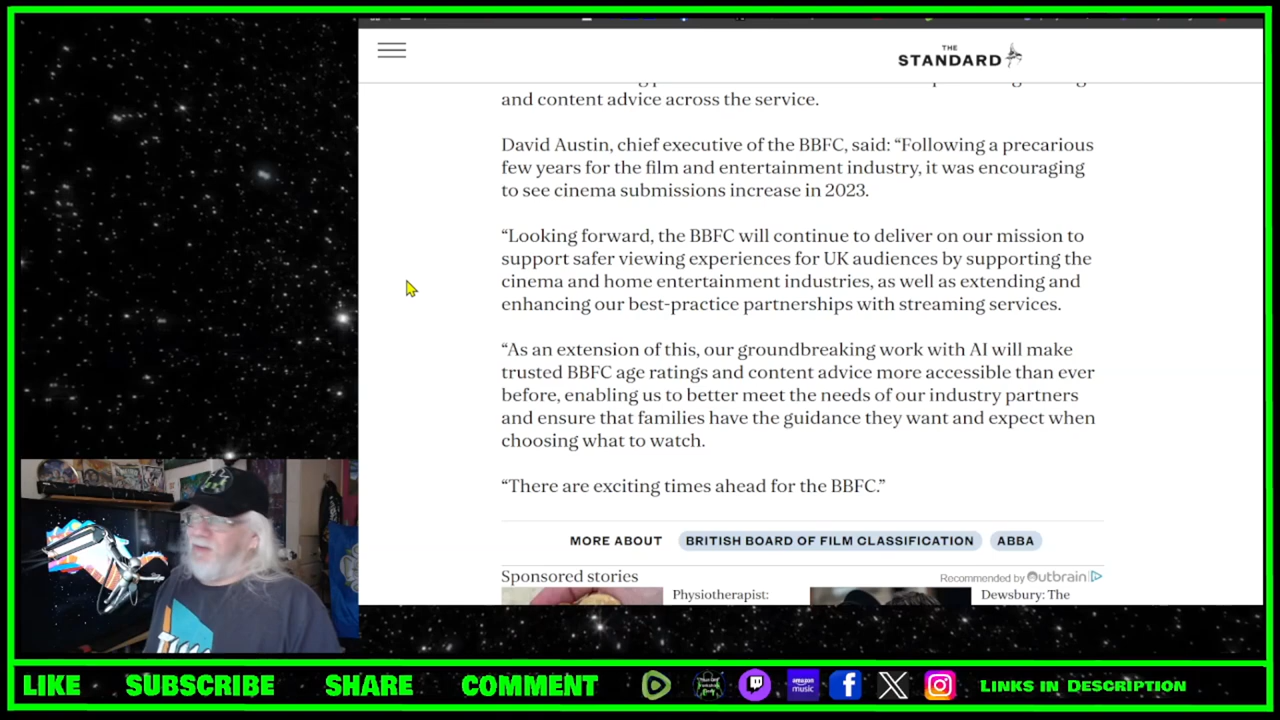 THE
STANDARD
and content advice across the service.
David Austin, chief executive of the BBFC, said: “Following a precarious
few years for the film and entertainment industry, it was encouraging
to see cinema submissions increase in 2023.
“Looking forward, the BBFC will continue to deliver on our mission to
support safer viewing experiences for UK audiences by supporting the
cinema and home entertainment industries, as well as extending and
enhancing our best-practice partnerships with streaming services.
“As an extension of this, our groundbreaking work with AI will make
trusted BBFC age ratings and content advice more accessible than ever
before, enabling us to better meet the needs of our industry partners
and ensure that families have the guidance they want and expect when
choosing what to watch.
“There are exciting times ahead for the BBFC.”
MORE ABOUT BRITISH BOARD OF FILM CLASSIFICATION ABBA
Sponsored stories Recommended by Outbrain
Physiotherapist: Dewsbury: The
LIKE SUBSCRIBE SHARE COMMENT amazon music LINKS IN DESCRIPTION